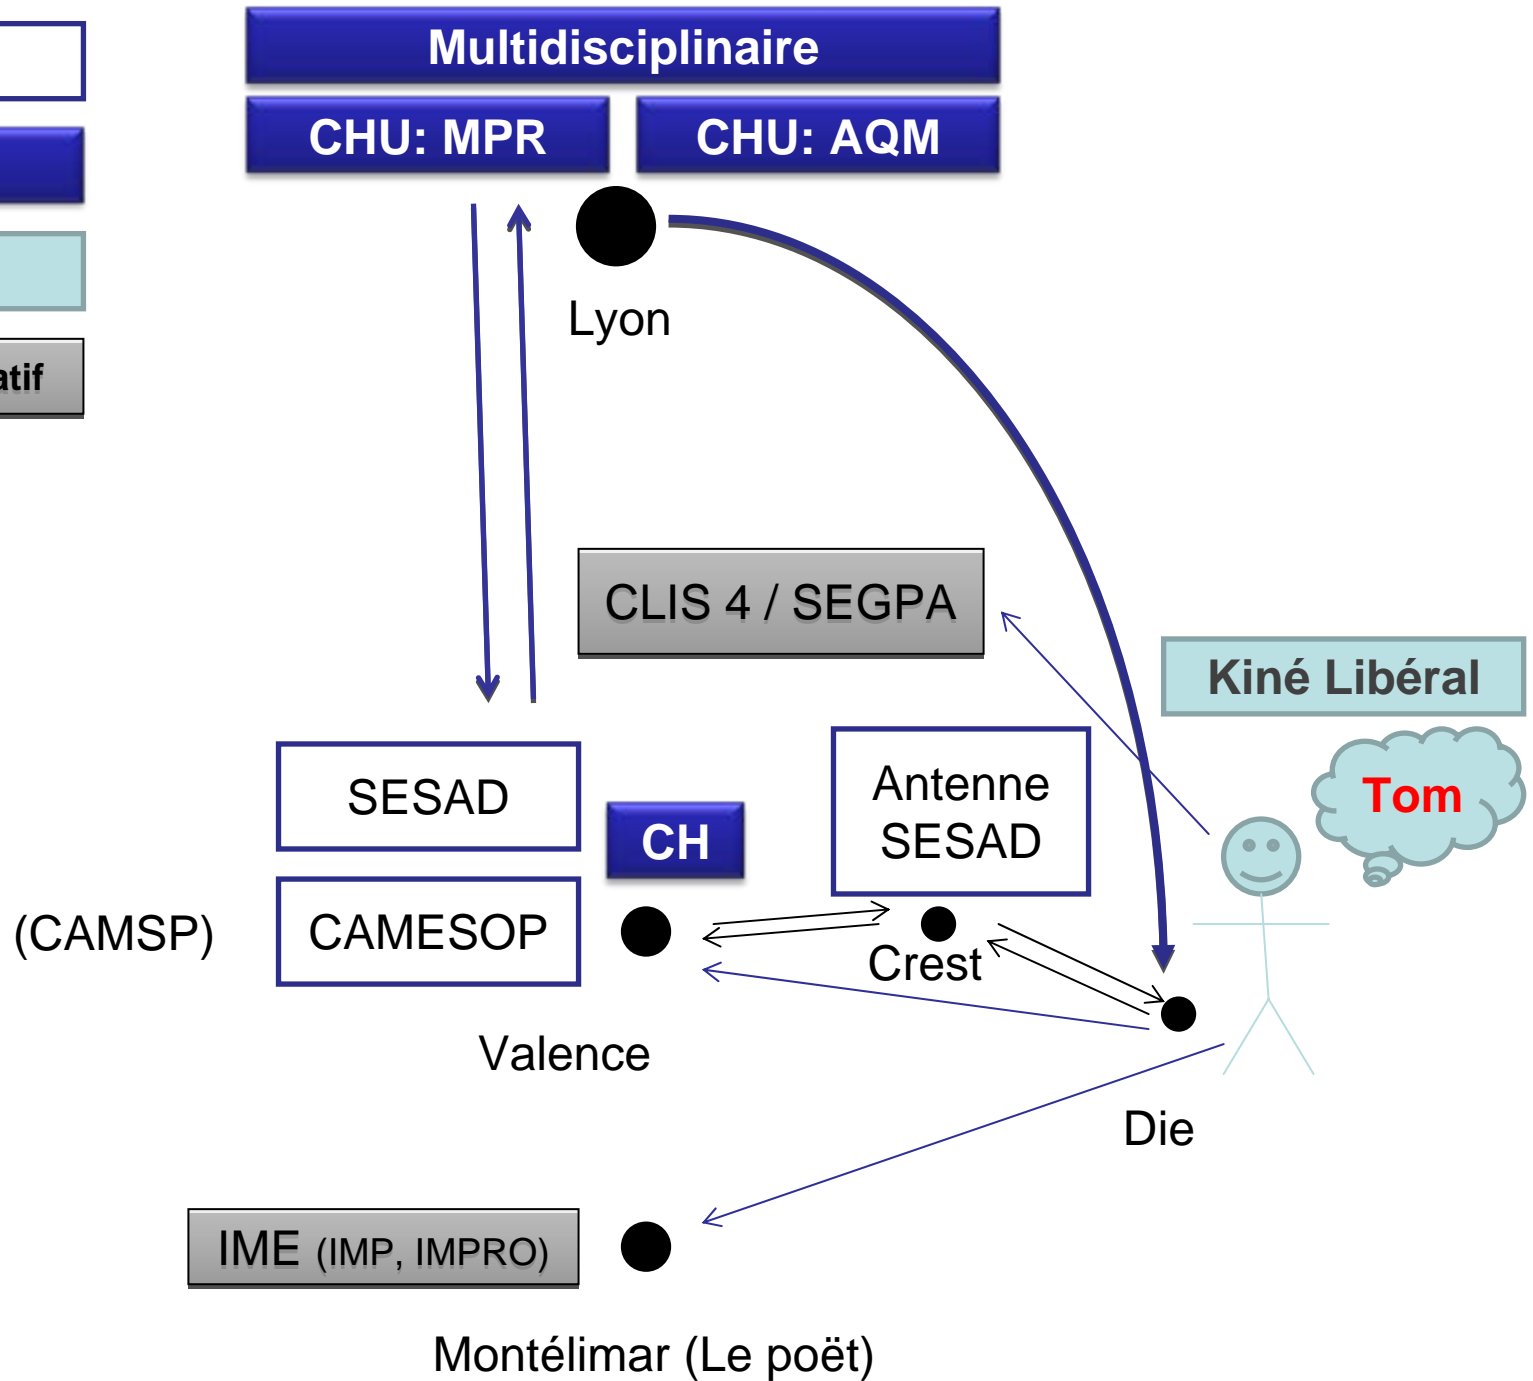 Multidisciplinaire
CHU: MPR
CHU: AQM
Lyon
atif
CLIS 4 / SEGPA
Kiné Libéral
Tom
SESAD
CH
Antenne
SESAD
(CAMSP)
CAMESOP
Crest
Valence
Die
IME (IMP, IMPRO)
Montélimar (Le poët)